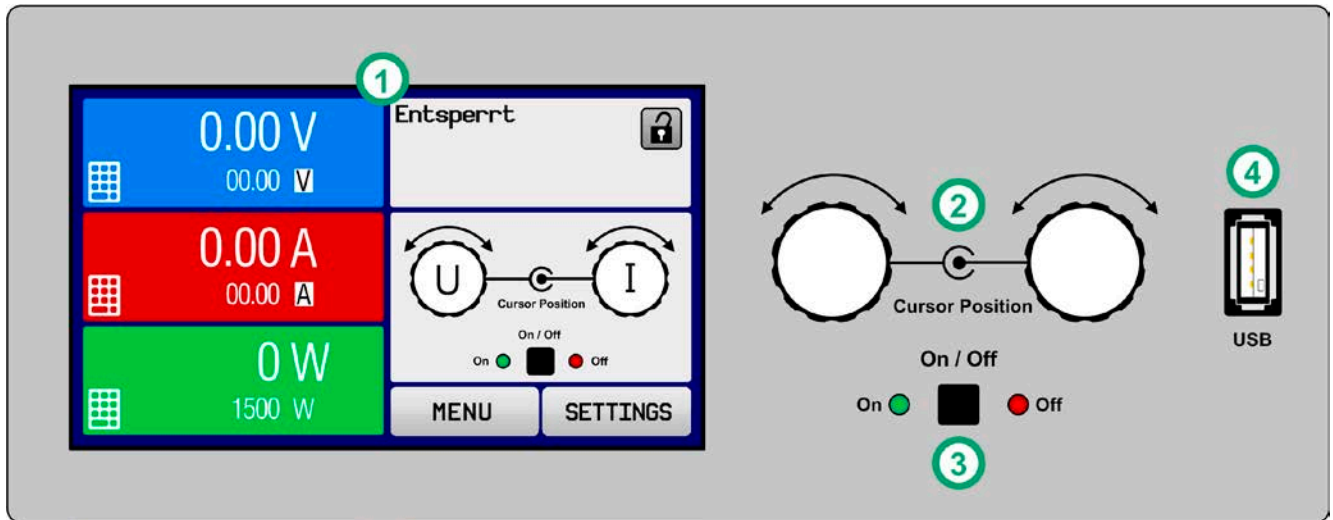 1
0.00 V
00.00 V
0.00 A
00.00 A
0 W
1500 W
Entsperrt
U
I
Cursor Position
On / Off
On
Off
MENU
SETTINGS
2
Cursor Position
On / Off
On
Off
3
4
USB